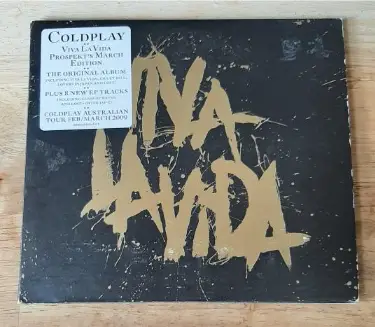 COLDPLAY
VIVA LA VIDA
PROSPEKT'S MARCH
EDITION
THE ORIGINAL ALBUM
PLUS 8 NEW EP TRACKS
COLDPLAY AUSTRALIAN
TOUR FEB/MARCH 2009
VIVA
LA VIDA